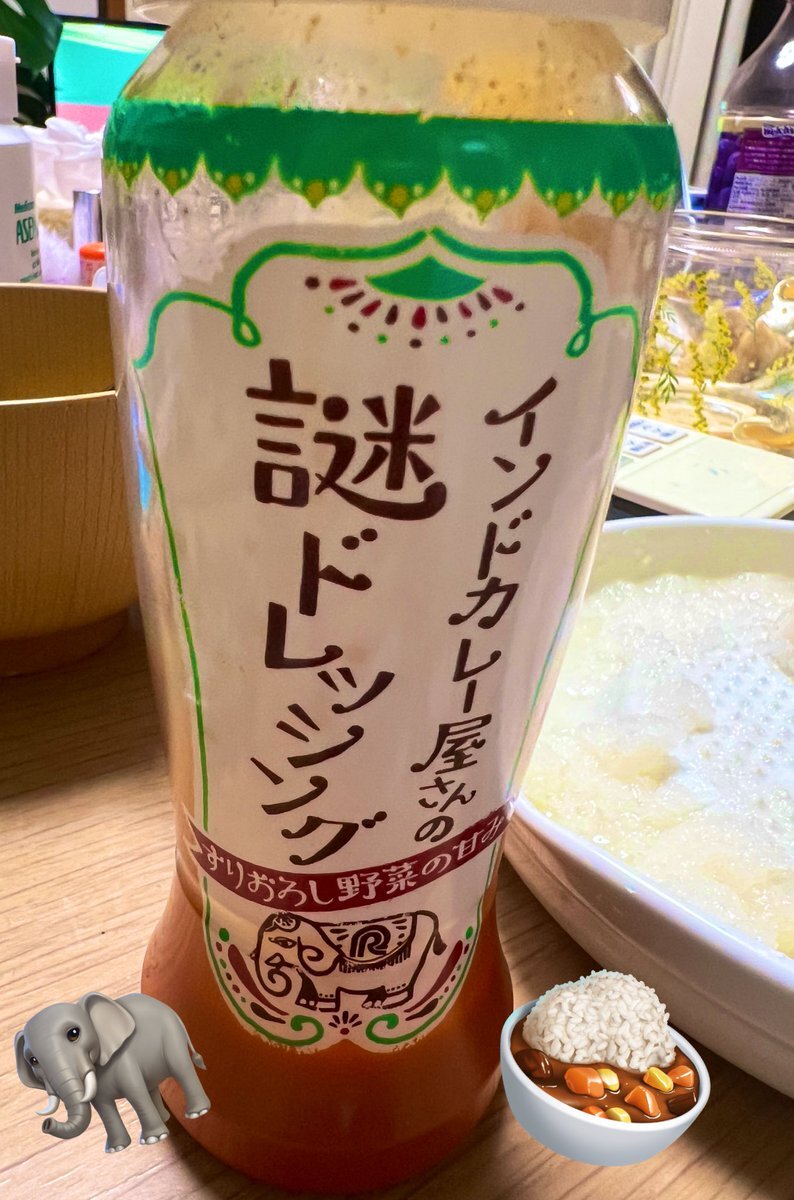 インドカレー屋さんの
謎ドレッシング
すりおろし野菜の甘み
R